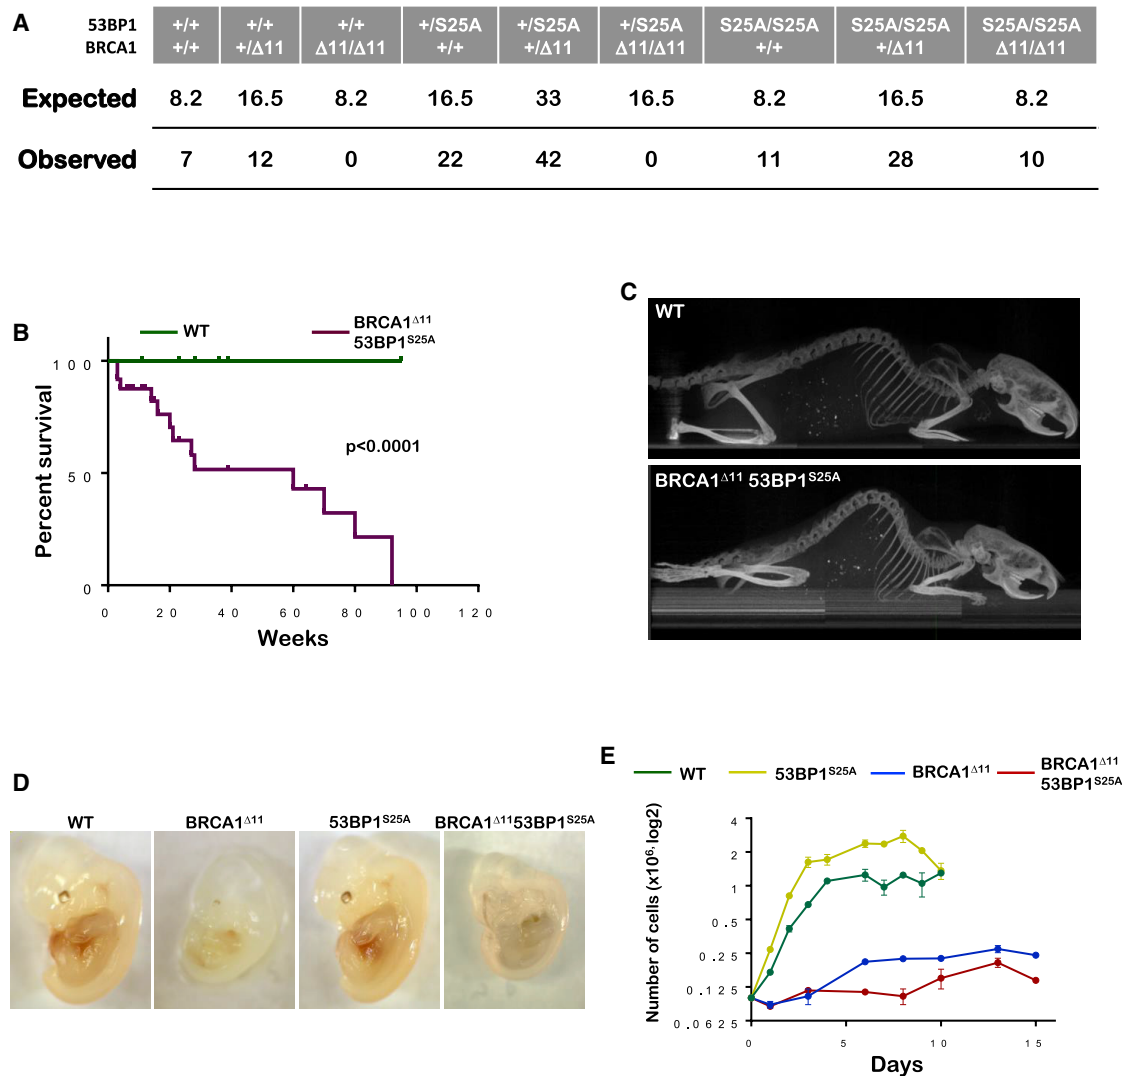 A
53BP1 +/+ +/+ +/+ +/S25A +/S25A +/S25A S25A/S25A S25A/S25A S25A/S25A
BRCA1 +/+ +/Δ11 Δ11/Δ11 +/+ +/Δ11 Δ11/Δ11 +/+ +/Δ11 Δ11/Δ11
Expected 8.2 16.5 8.2 16.5 33 16.5 8.2 16.5 8.2
Observed 7 12 0 22 42 0 11 28 10
B
WT
BRCA1Δ11
53BP1S25A
100
50
0
Percent survival
p<0.0001
0 20 40 60 80 100 120
Weeks
C
WT
BRCA1Δ11 53BP1S25A
D
WT BRCA1Δ11 53BP1S25A BRCA1Δ1153BP1S25A
E
WT 53BP1S25A BRCA1Δ11 BRCA1Δ11
53BP1S25A
Number of cells (x10⁶, log2)
4
2
1
0.5
0.25
0.125
0.0625
0 5 10 15
Days